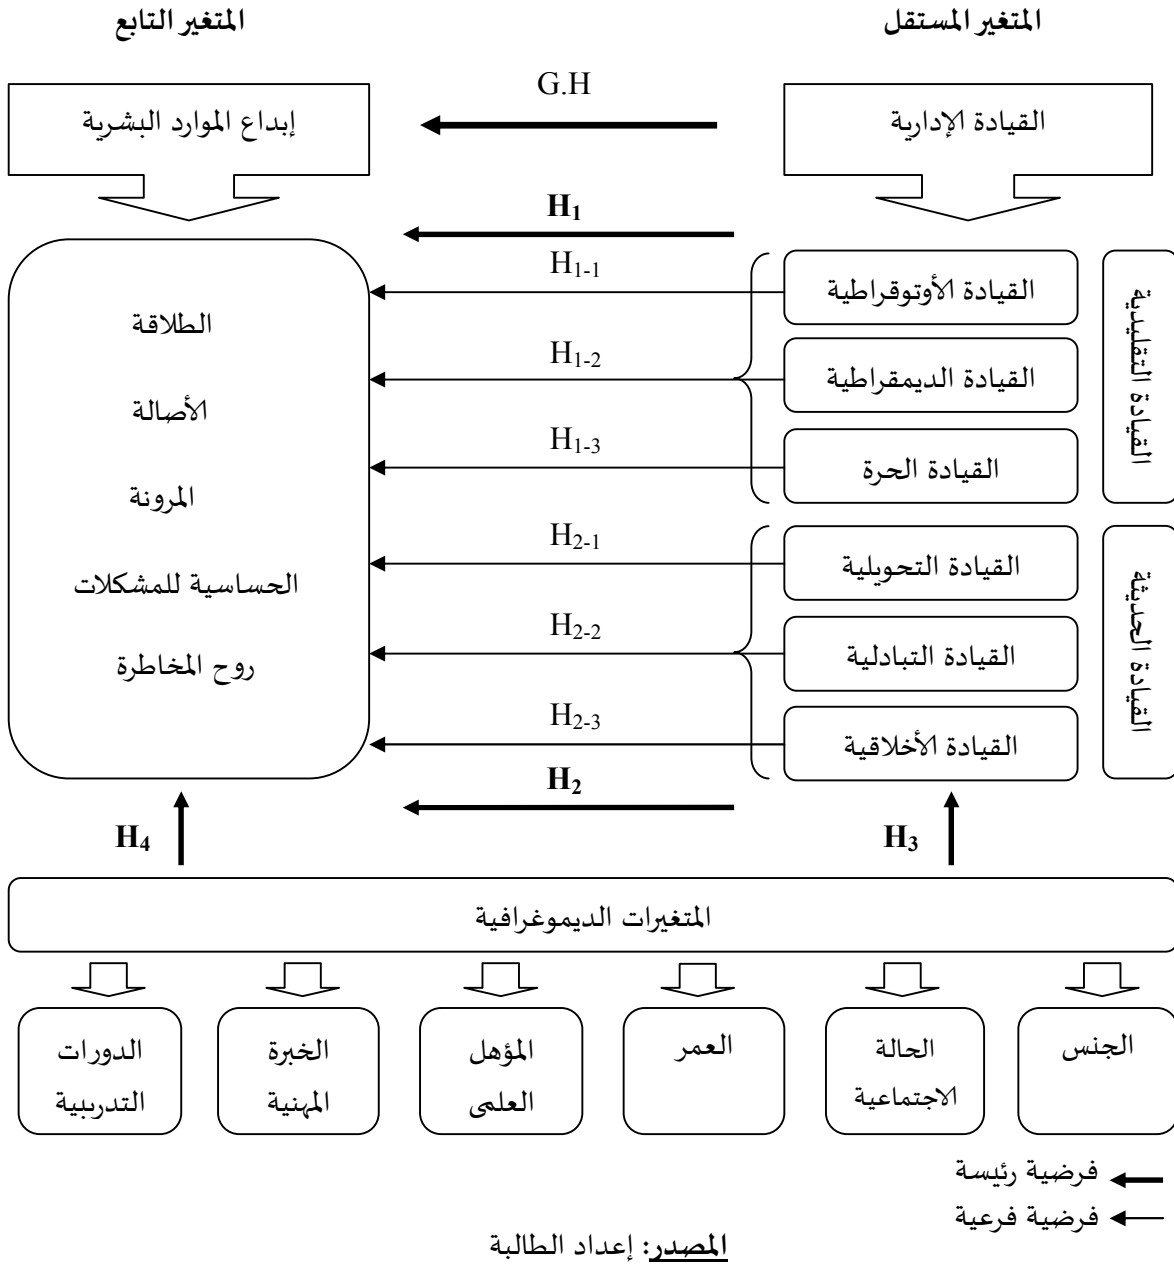 المتغير المستقل
المتغير التابع
القيادة الإدارية
G.H
إبداع الموارد البشرية
H1
القيادة التقليدية
القيادة الأوتوقراطية
H1-1
القيادة الديمقراطية
H1-2
القيادة الحرة
H1-3
الطلاقة
الأصالة
المرونة
الحساسية للمشكلات
روح المخاطرة
القيادة الحديثة
القيادة التحويلية
H2-1
القيادة التبادلية
H2-2
القيادة الأخلاقية
H2-3
H2
H3
H4
المتغيرات الديموغرافية
الجنس
الحالة
الاجتماعية
العمر
المؤهل
العلمي
الخبرة
المهنية
الدورات
التدريبية
فرضية رئيسة
فرضية فرعية
المصدر: إعداد الطالبة